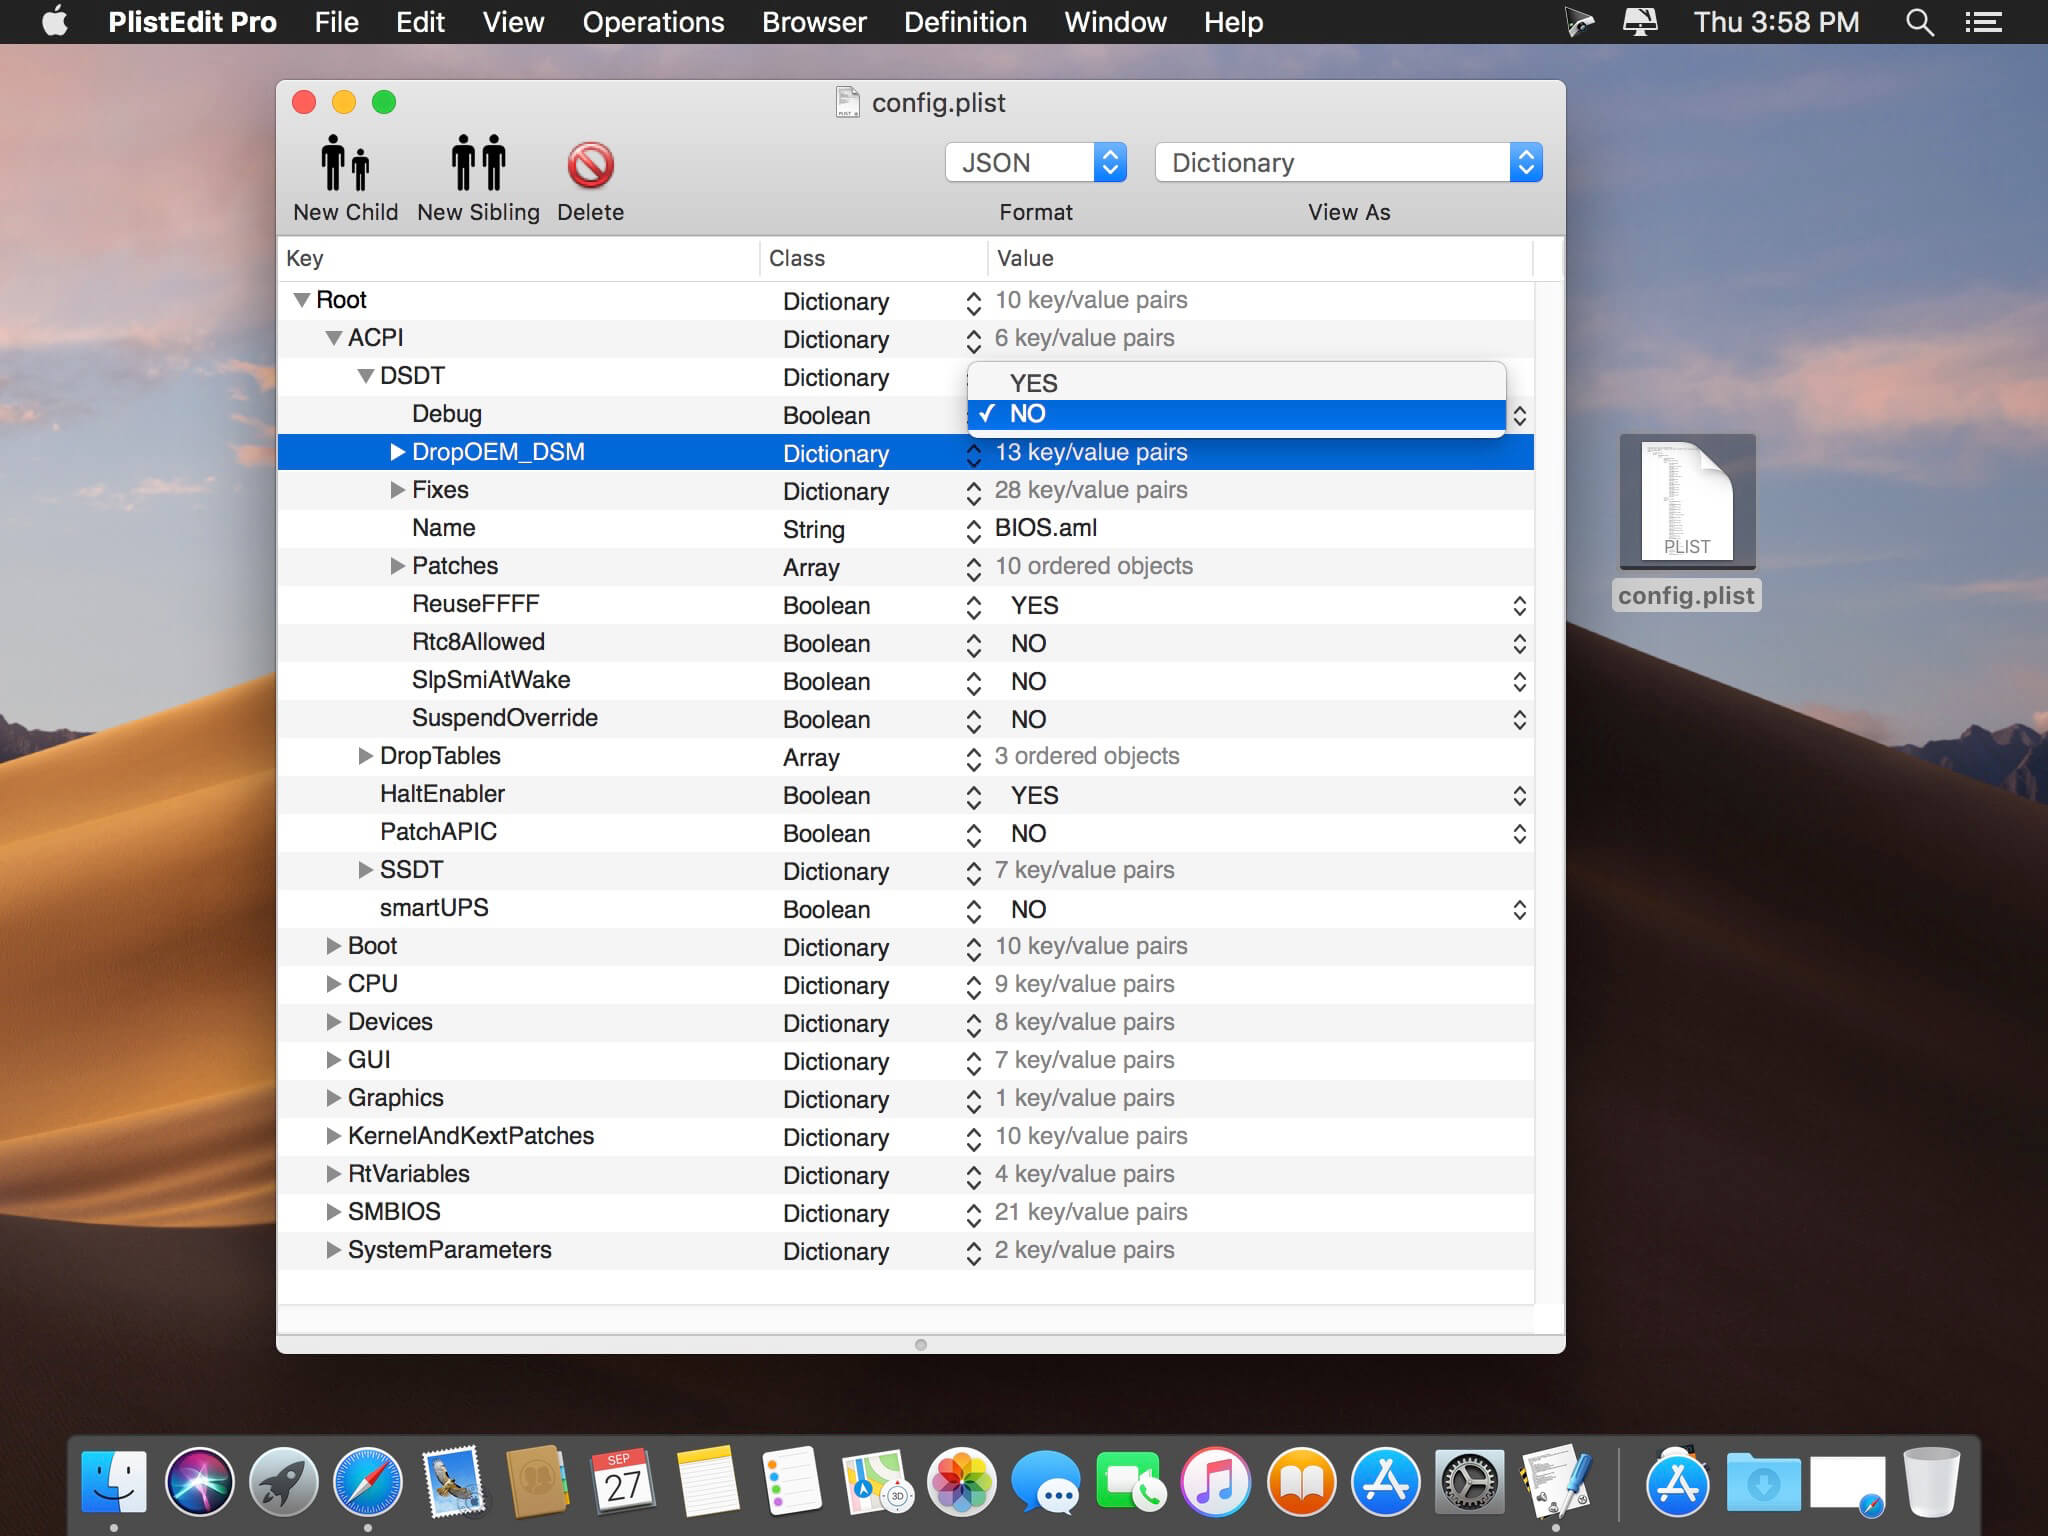 PlistEdit Pro File Edit View Operations Browser Definition Window Help Thu 3:58 PM
config.plist
JSON Dictionary
New Child New Sibling Delete Format View As
Key Class Value
Root Dictionary 10 key/value pairs
ACPI Dictionary 6 key/value pairs
DSDT Dictionary
YES
Debug Boolean ✓ NO
DropOEM_DSM Dictionary 13 key/value pairs
Fixes Dictionary 28 key/value pairs
Name String BIOS.aml
Patches Array 10 ordered objects
ReuseFFFF Boolean YES
Rtc8Allowed Boolean NO
SlpSmiAtWake Boolean NO
SuspendOverride Boolean NO
DropTables Array 3 ordered objects
HaltEnabler Boolean YES
PatchAPIC Boolean NO
SSDT Dictionary 7 key/value pairs
smartUPS Boolean NO
Boot Dictionary 10 key/value pairs
CPU Dictionary 9 key/value pairs
Devices Dictionary 8 key/value pairs
GUI Dictionary 7 key/value pairs
Graphics Dictionary 1 key/value pairs
KernelAndKextPatches Dictionary 10 key/value pairs
RtVariables Dictionary 4 key/value pairs
SMBIOS Dictionary 21 key/value pairs
SystemParameters Dictionary 2 key/value pairs
PLIST
config.plist
SEP
27
3D